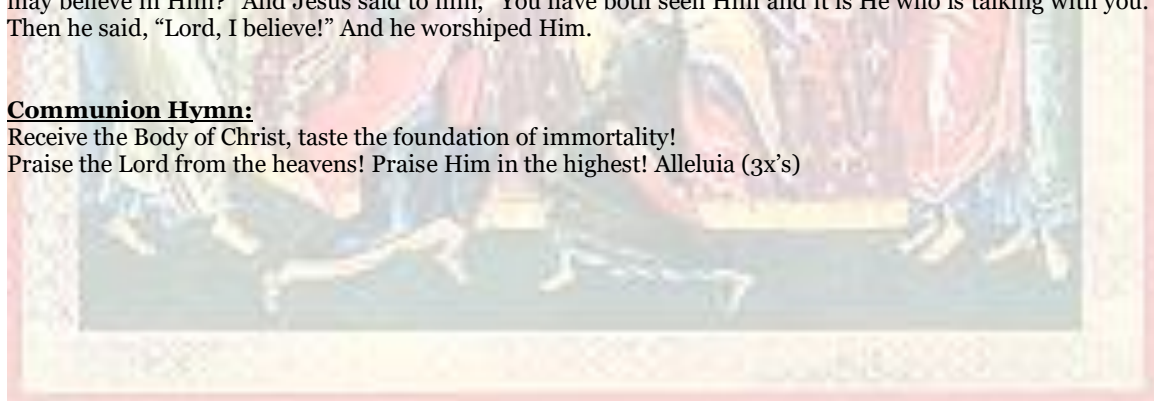 may believe in Him?" And Jesus said to him, "You have both seen Him and it is He who is talking with you."
Then he said, "Lord, I believe!" And he worshiped Him.
Communion Hymn:
Receive the Body of Christ, taste the foundation of immortality!
Praise the Lord from the heavens! Praise Him in the highest! Alleluia (3x's)